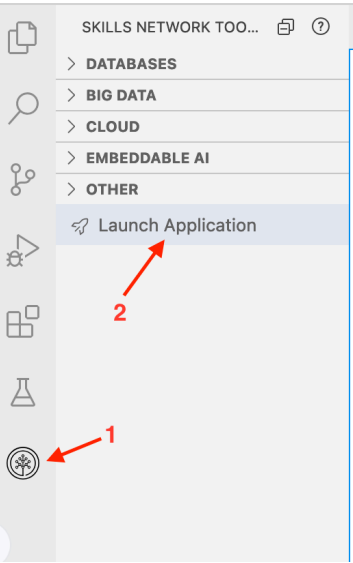 SKILLS NETWORK TOO...
?
DATABASES
BIG DATA
CLOUD
EMBEDDABLE AI
OTHER
Launch Application
2
1